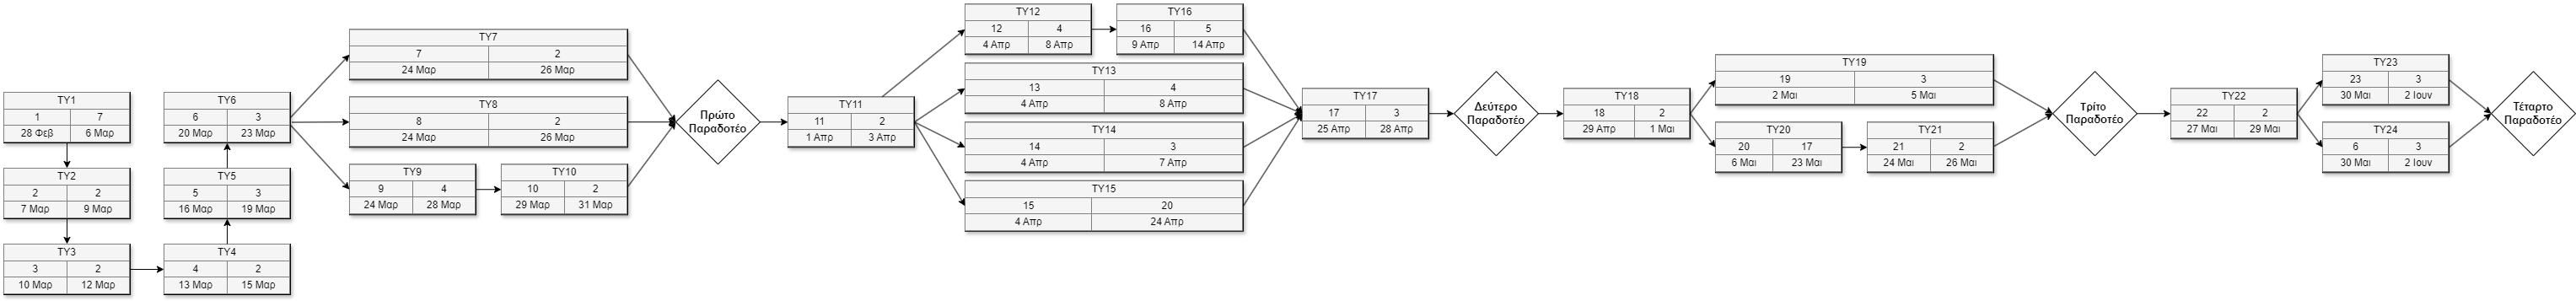 ΤΥ1
1 7
28 Φεβ 6 Μαρ
ΤΥ2
2 2
7 Μαρ 9 Μαρ
ΤΥ3
3 2
10 Μαρ 12 Μαρ
ΤΥ4
4 2
13 Μαρ 15 Μαρ
ΤΥ5
5 3
16 Μαρ 19 Μαρ
ΤΥ6
6 3
20 Μαρ 23 Μαρ
ΤΥ7
7 2
24 Μαρ 26 Μαρ
ΤΥ8
8 2
24 Μαρ 26 Μαρ
ΤΥ9
9 4
24 Μαρ 28 Μαρ
ΤΥ10
10 2
29 Μαρ 31 Μαρ
Πρώτο
Παραδοτέο
ΤΥ11
11 2
1 Απρ 3 Απρ
ΤΥ12
12 4
4 Απρ 8 Απρ
ΤΥ16
16 5
9 Απρ 14 Απρ
ΤΥ13
13 4
4 Απρ 8 Απρ
ΤΥ14
14 3
4 Απρ 7 Απρ
ΤΥ15
15 20
4 Απρ 24 Απρ
ΤΥ17
17 3
25 Απρ 28 Απρ
Δεύτερο
Παραδοτέο
ΤΥ18
18 2
29 Απρ 1 Μαι
ΤΥ19
19 3
2 Μαι 5 Μαι
ΤΥ20
20 17
6 Μαι 23 Μαι
ΤΥ21
21 2
24 Μαι 26 Μαι
Τρίτο
Παραδοτέο
ΤΥ22
22 2
27 Μαι 29 Μαι
ΤΥ23
23 3
30 Μαι 2 Ιουν
ΤΥ24
6 3
30 Μαι 2 Ιουν
Τέταρτο
Παραδοτέο